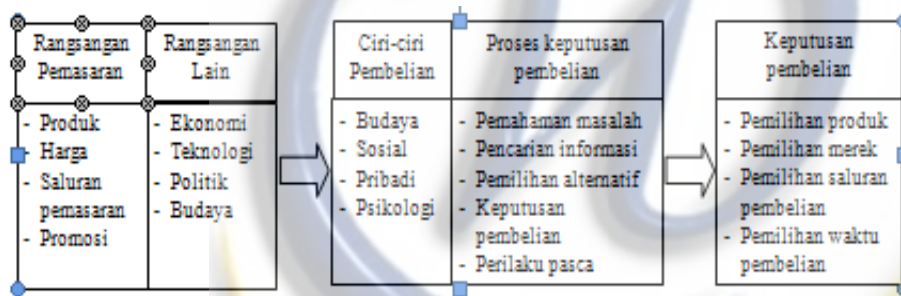 Rangsangan
Pemasaran
Rangsangan
Lain
- Produk
- Harga
- Saluran
pemasaran
- Promosi
- Ekonomi
- Teknologi
- Politik
- Budaya
Ciri-ciri
Pembelian
Proses keputusan
pembelian
- Budaya
- Sosial
- Pribadi
- Psikologi
- Pemahaman masalah
- Pencarian informasi
- Pemilihan alternatif
- Keputusan
pembelian
- Perilaku pasca
Keputusan
pembelian
- Pemilihan produk
- Pemilihan merek
- Pemilihan saluran
pembelian
- Pemilihan waktu
pembelian